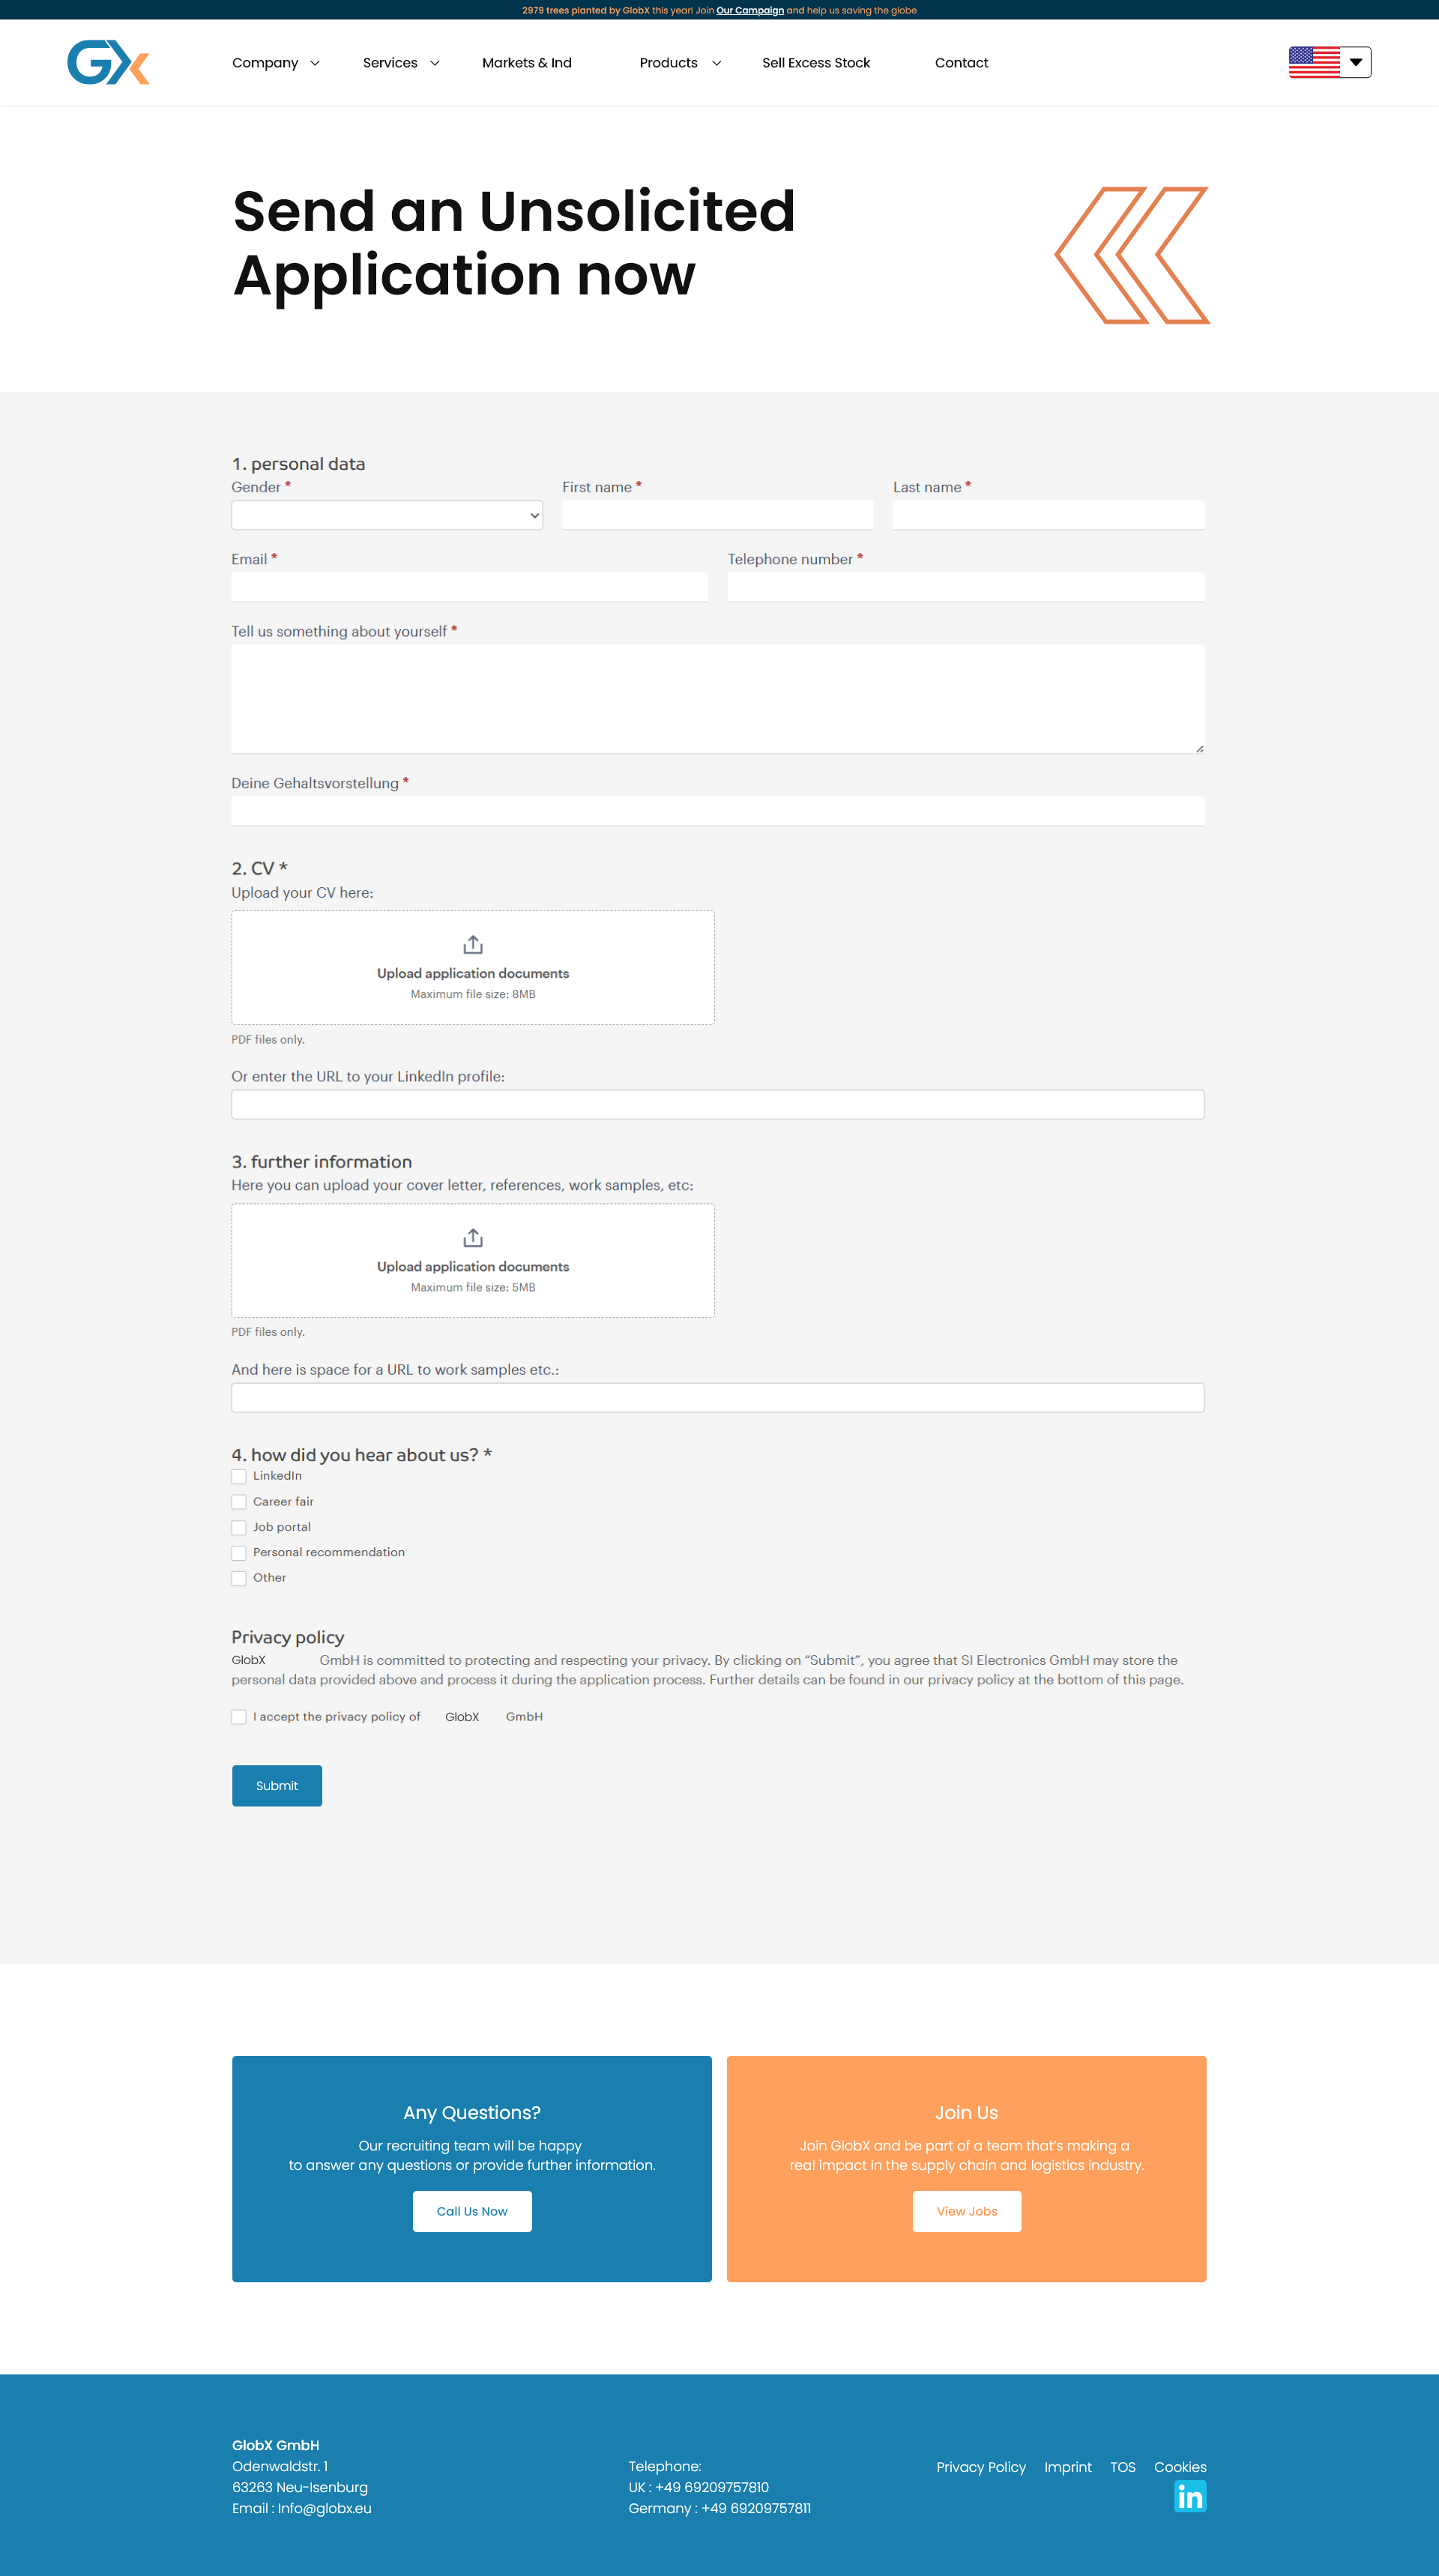 2979 trees planted by GlobX this year! Join Our Campaign and help us saving the globe
GX
Company
Services
Markets & Ind
Products
Sell Excess Stock
Contact
Send an Unsolicited
Application now
1. personal data
Gender *
First name *
Last name *
Email *
Telephone number *
Tell us something about yourself *
Deine Gehaltsvorstellung *
2. CV *
Upload your CV here:
Upload application documents
Maximum file size: 8MB
PDF files only.
Or enter the URL to your LinkedIn profile:
3. further information
Here you can upload your cover letter, references, work samples, etc:
Upload application documents
Maximum file size: 5MB
PDF files only.
And here is space for a URL to work samples etc.:
4. how did you hear about us? *
LinkedIn
Career fair
Job portal
Personal recommendation
Other
Privacy policy
GlobX GmbH is committed to protecting and respecting your privacy. By clicking on “Submit”, you agree that SI Electronics GmbH may store the
personal data provided above and process it during the application process. Further details can be found in our privacy policy at the bottom of this page.
I accept the privacy policy of GlobX GmbH
Submit
Any Questions?
Our recruiting team will be happy
to answer any questions or provide further information.
Call Us Now
Join Us
Join GlobX and be part of a team that’s making a
real impact in the supply chain and logistics industry.
View Jobs
GlobX GmbH
Odenwaldstr. 1
63263 Neu-Isenburg
Email : Info@globx.eu
Telephone:
UK : +49 69209757810
Germany : +49 69209757811
Privacy Policy
Imprint
TOS
Cookies
in